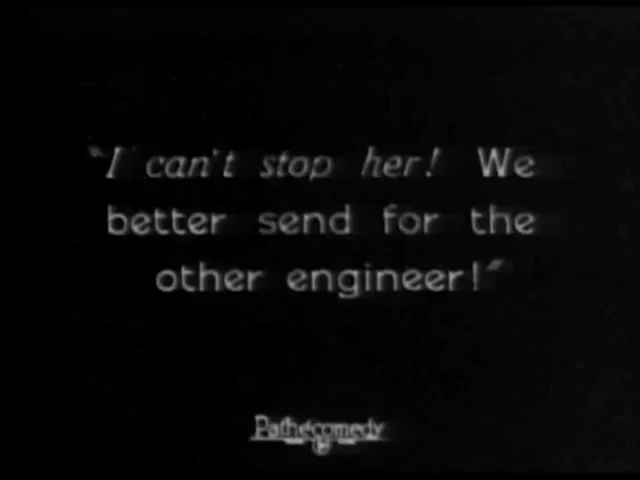 "I can't stop her! We
better send for the
other engineer!"
Pathécomedy